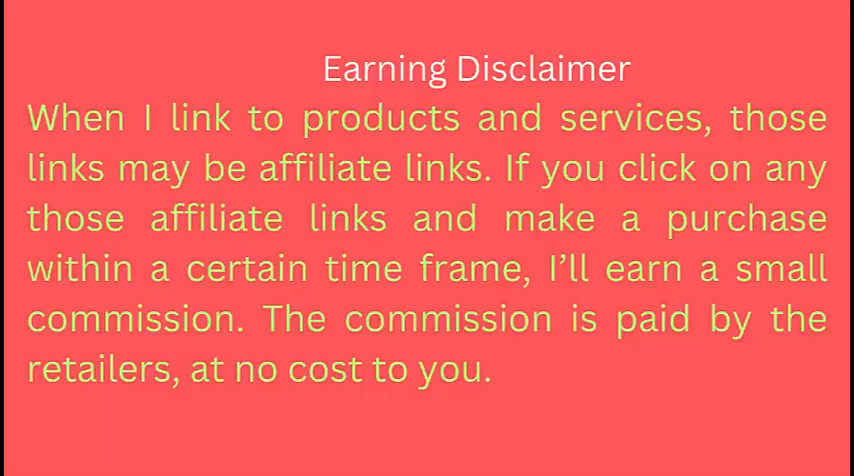 Earning Disclaimer
When I link to products and services, those
links may be affiliate links. If you click on any
those affiliate links and make a purchase
within a certain time frame, I’ll earn a small
commission. The commission is paid by the
retailers, at no cost to you.